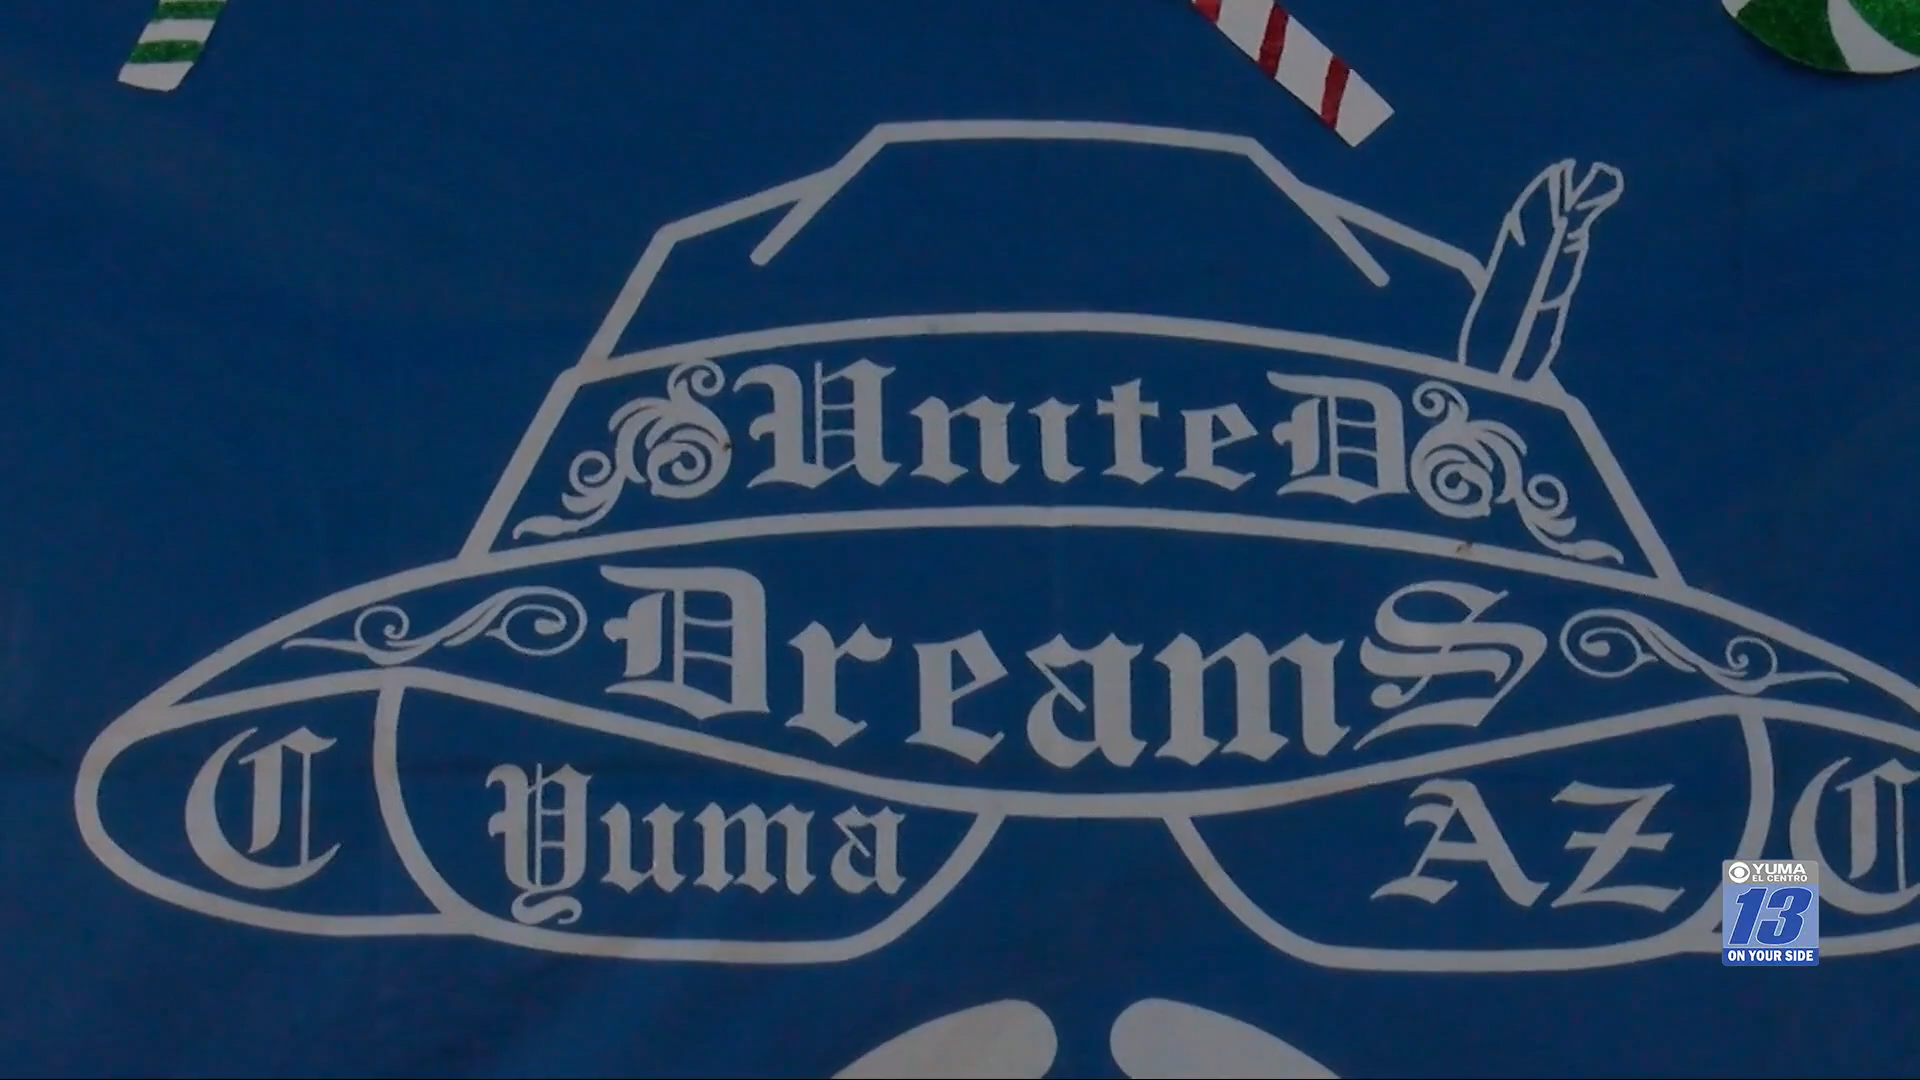 UniteD
DreamS
C Yuma AZ C
YUMA
EL CENTRO
13
ON YOUR SIDE